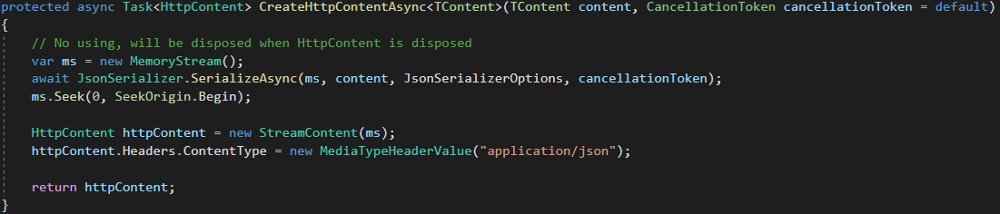 protected async Task<HttpContent> CreateHttpContentAsync<TContent>(TContent content, CancellationToken cancellationToken = default)
{
    // No using, will be disposed when HttpContent is disposed
    var ms = new MemoryStream();
    await JsonSerializer.SerializeAsync(ms, content, JsonSerializerOptions, cancellationToken);
    ms.Seek(0, SeekOrigin.Begin);

    HttpContent httpContent = new StreamContent(ms);
    httpContent.Headers.ContentType = new MediaTypeHeaderValue("application/json");

    return httpContent;
}